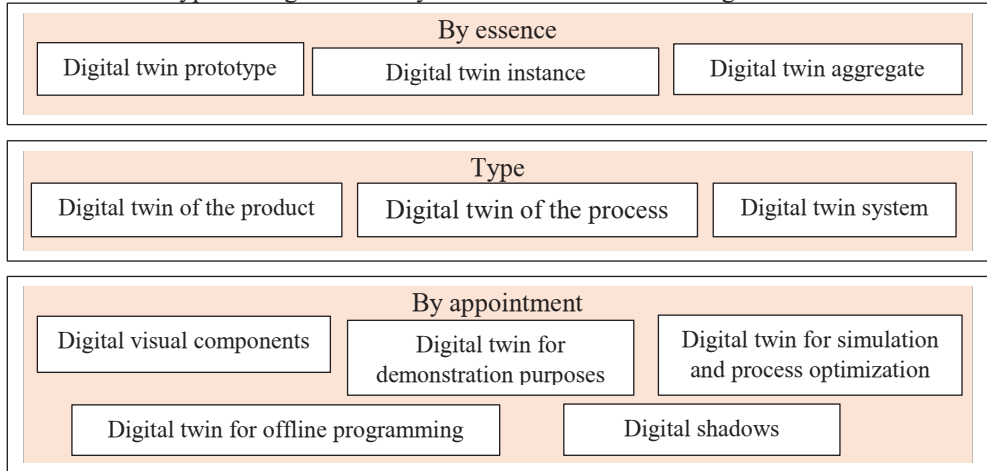 By essence
Digital twin prototype
Digital twin instance
Digital twin aggregate
Type
Digital twin of the product
Digital twin of the process
Digital twin system
By appointment
Digital visual components
Digital twin for
demonstration purposes
Digital twin for simulation
and process optimization
Digital twin for offline programming
Digital shadows